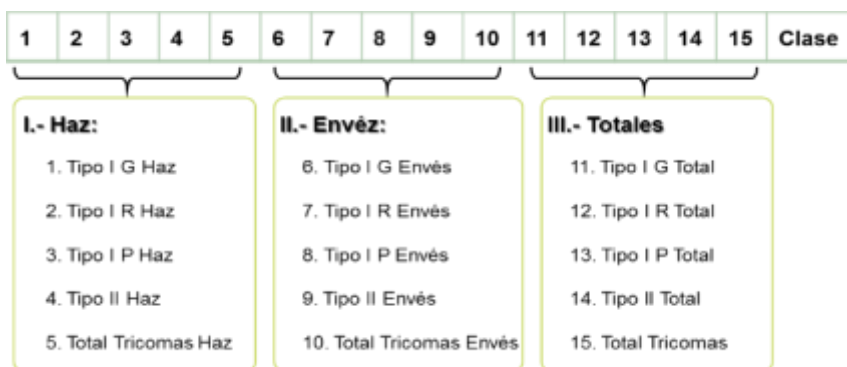 1 2 3 4 5 6 7 8 9 10 11 12 13 14 15 Clase
I.- Haz:
1. Tipo I G Haz
2. Tipo I R Haz
3. Tipo I P Haz
4. Tipo II Haz
5. Total Tricomas Haz
II.- Envéz:
6. Tipo I G Envés
7. Tipo I R Envés
8. Tipo I P Envés
9. Tipo II Envés
10. Total Tricomas Envés
III.- Totales
11. Tipo I G Total
12. Tipo I R Total
13. Tipo I P Total
14. Tipo II Total
15. Total Tricomas